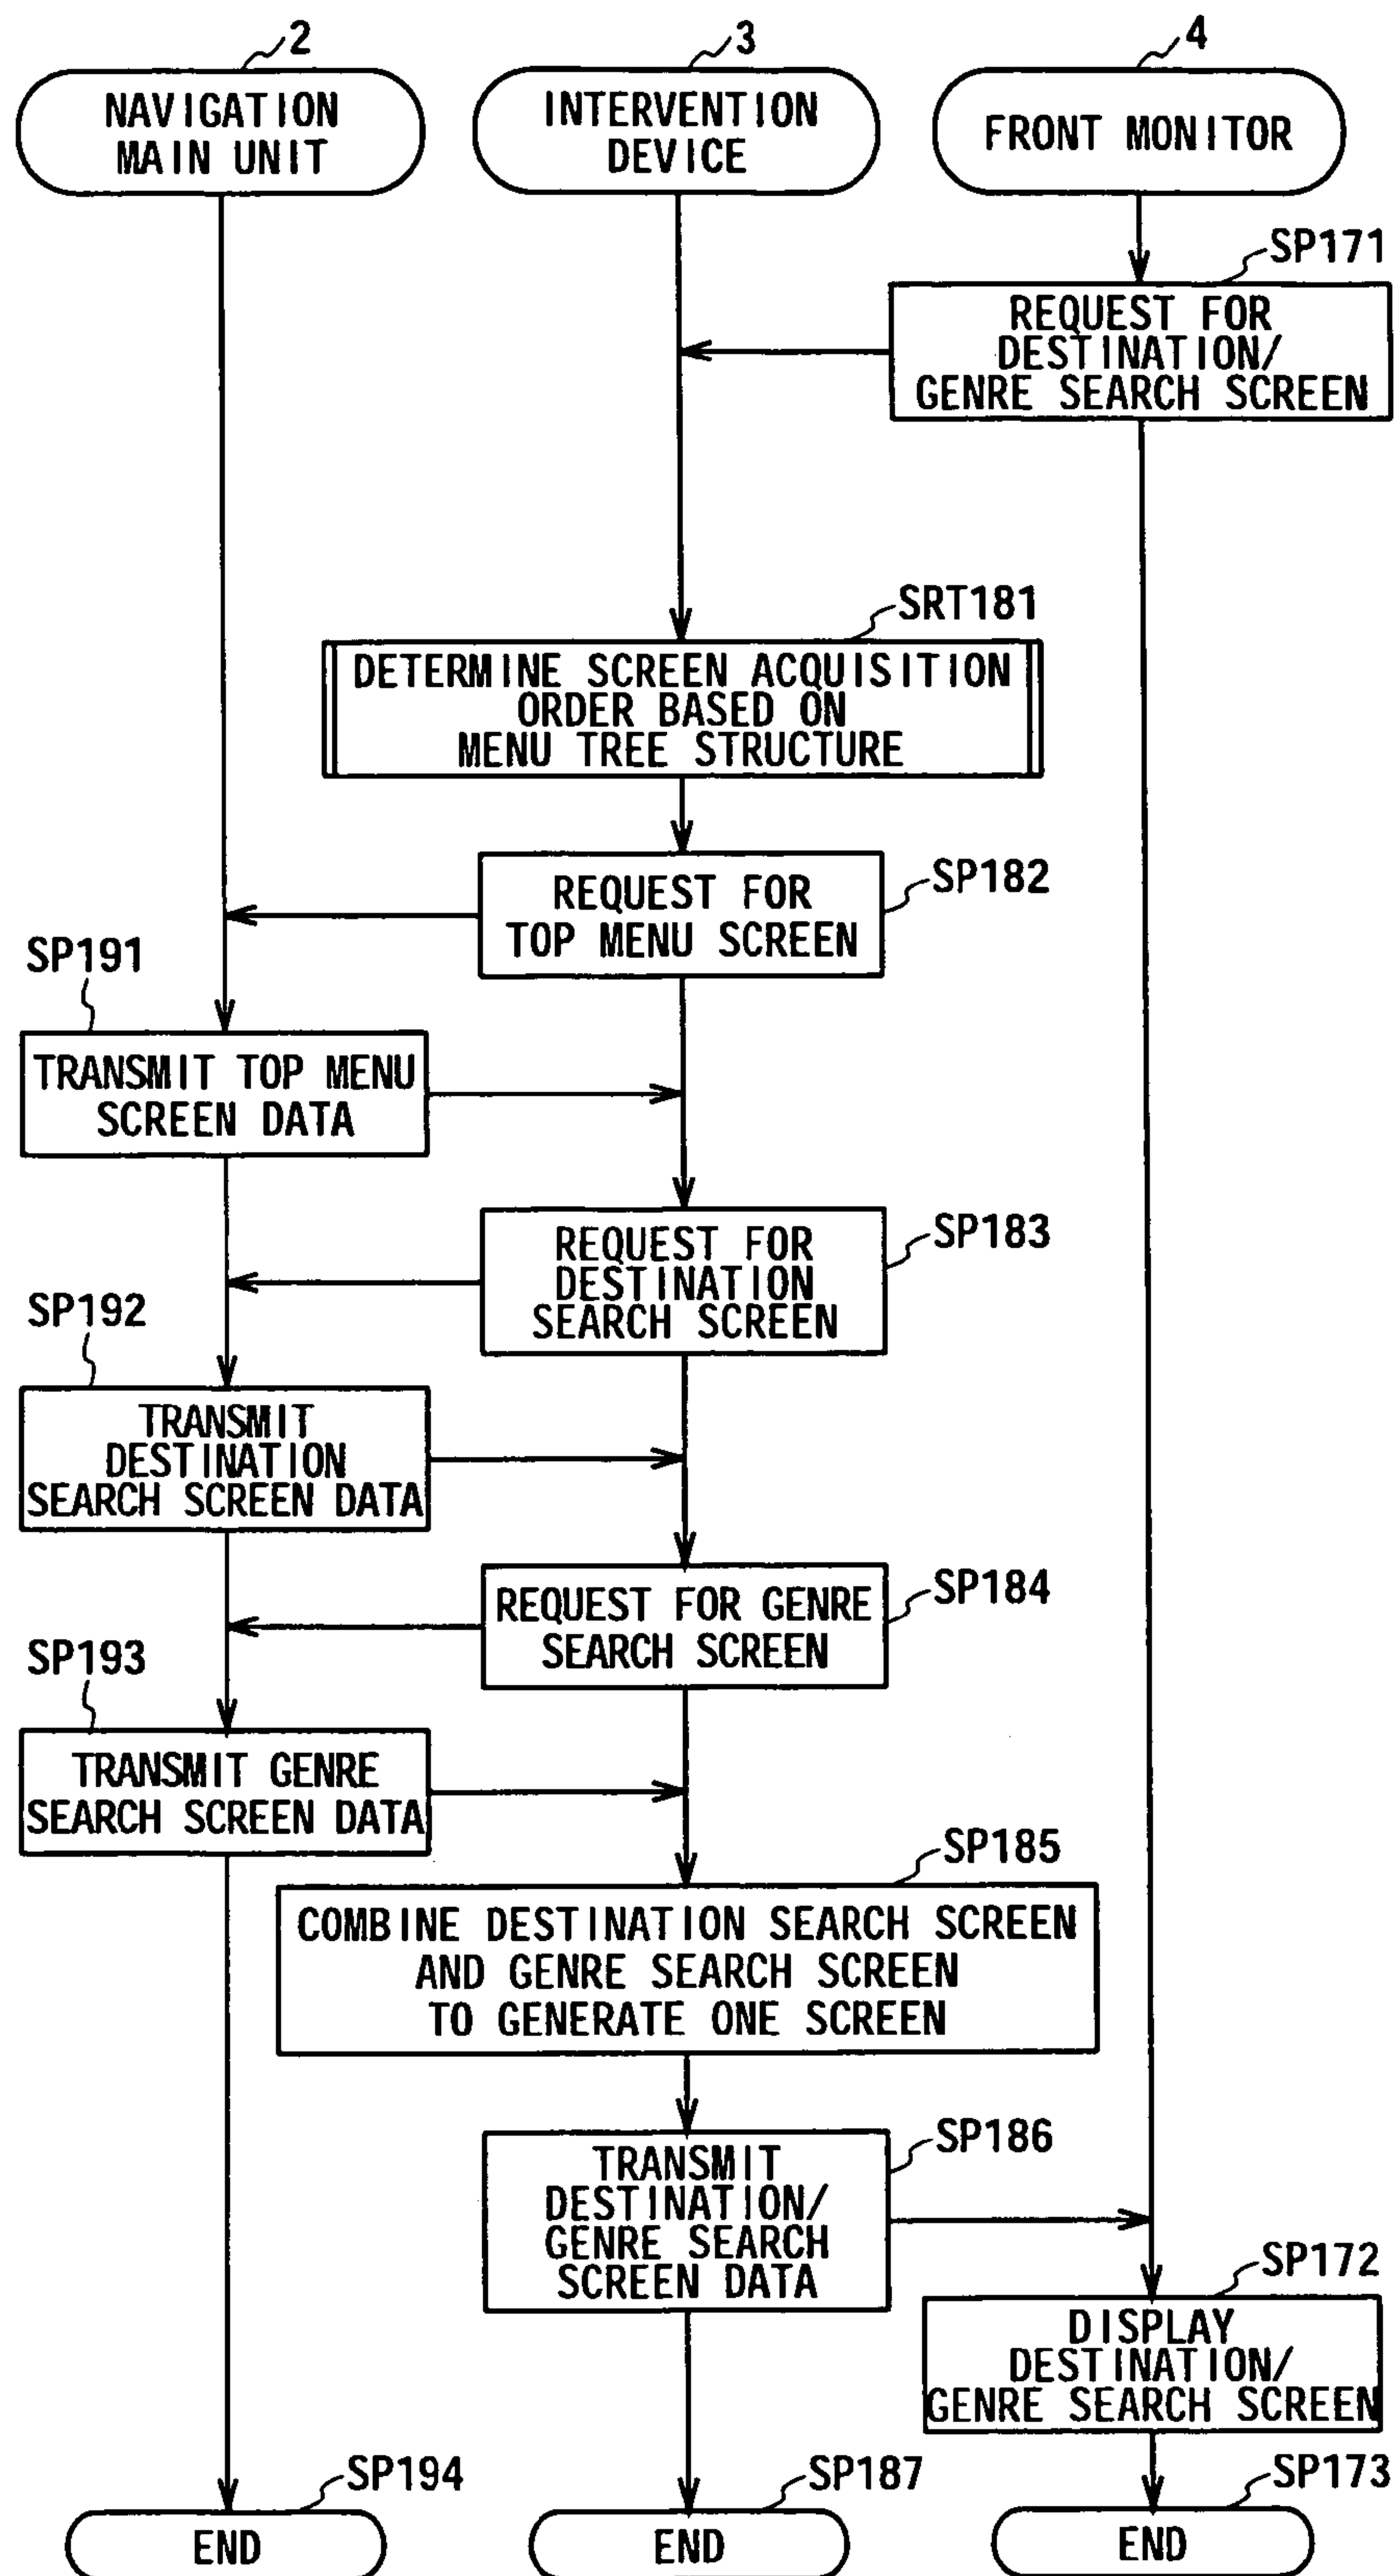 2
3
4
NAVIGATION
MAIN UNIT
INTERVENTION
DEVICE
FRONT MONITOR
SP171
REQUEST FOR
DESTINATION/
GENRE SEARCH SCREEN
SRT181
DETERMINE SCREEN ACQUISITION
ORDER BASED ON
MENU TREE STRUCTURE
SP182
REQUEST FOR
TOP MENU SCREEN
SP191
TRANSMIT TOP MENU
SCREEN DATA
SP183
REQUEST FOR
DESTINATION
SEARCH SCREEN
SP192
TRANSMIT
DESTINATION
SEARCH SCREEN DATA
SP184
REQUEST FOR GENRE
SEARCH SCREEN
SP193
TRANSMIT GENRE
SEARCH SCREEN DATA
SP185
COMBINE DESTINATION SEARCH SCREEN
AND GENRE SEARCH SCREEN
TO GENERATE ONE SCREEN
SP186
TRANSMIT
DESTINATION/
GENRE SEARCH
SCREEN DATA
SP172
DISPLAY
DESTINATION/
GENRE SEARCH SCREEN
SP194
END
SP187
END
SP173
END